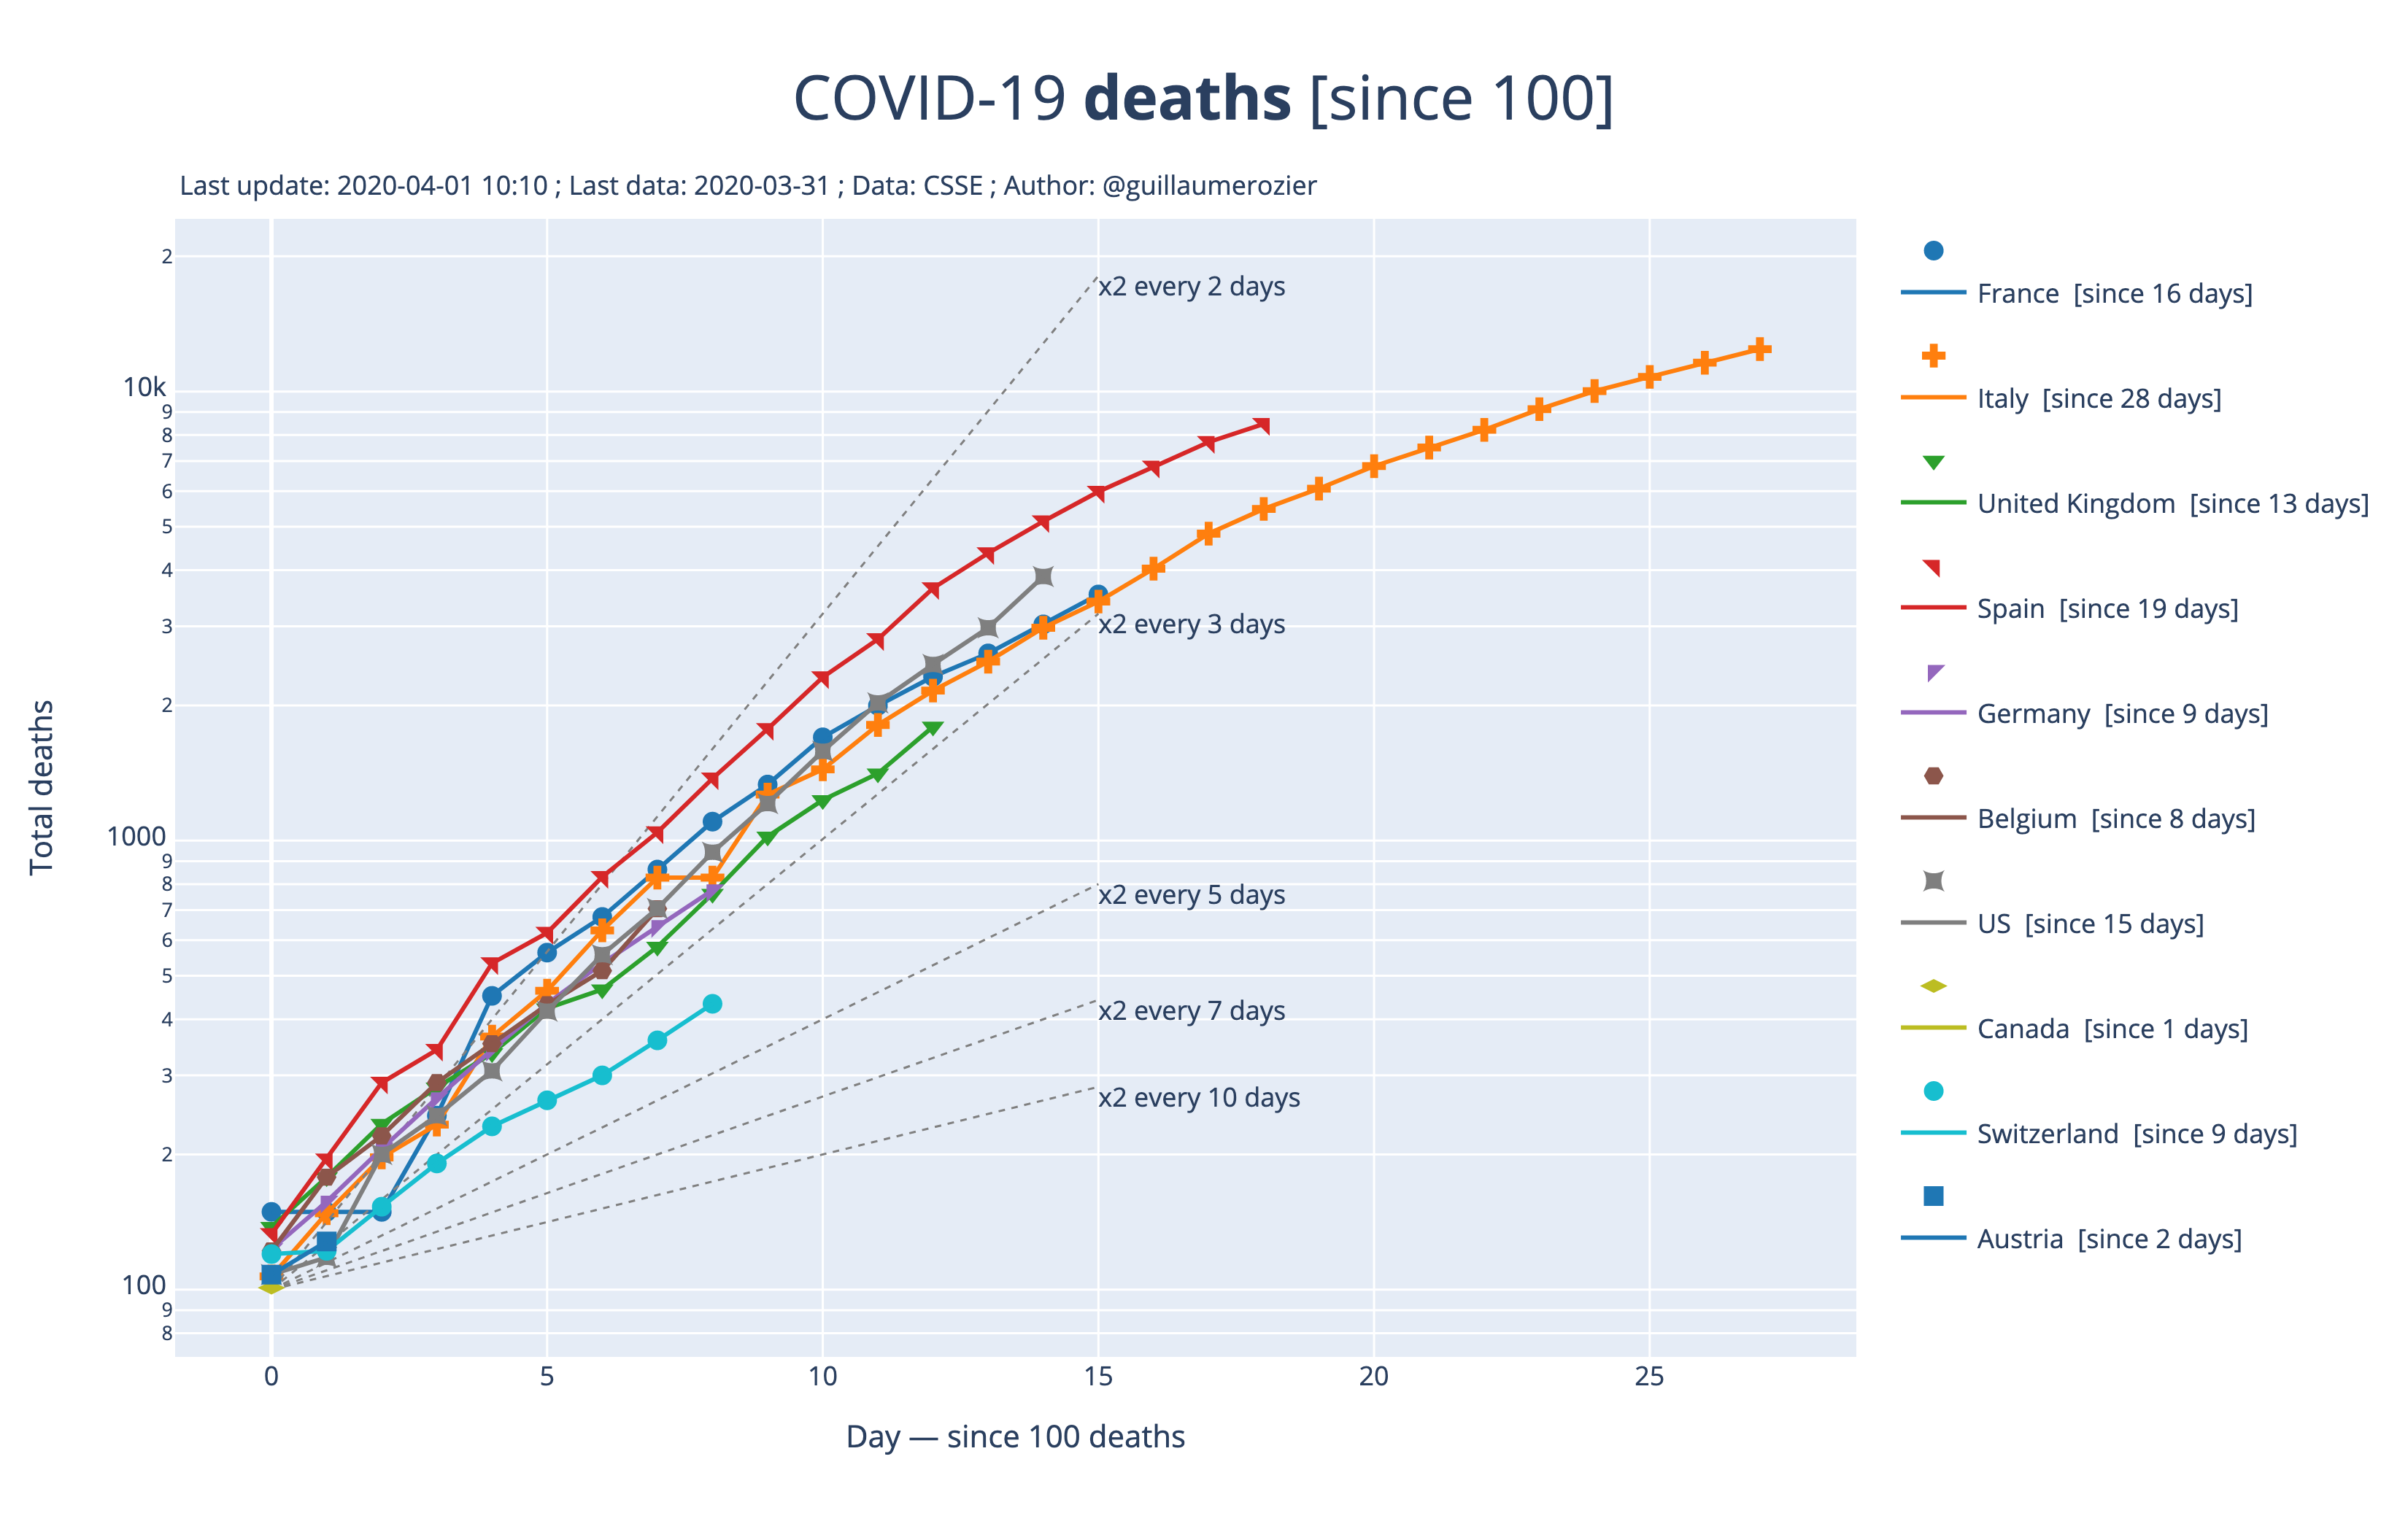 COVID-19 deaths [since 100]
Last update: 2020-04-01 10:10 ; Last data: 2020-03-31 ; Data: CSSE ; Author: @guillaumerozier
Total deaths
2
10k
9
8
7
6
5
4
3
2
1000
9
8
7
6
5
4
3
2
100
9
8
x2 every 2 days
x2 every 3 days
x2 every 5 days
x2 every 7 days
x2 every 10 days
0 5 10 15 20 25
Day — since 100 deaths
France [since 16 days]
Italy [since 28 days]
United Kingdom [since 13 days]
Spain [since 19 days]
Germany [since 9 days]
Belgium [since 8 days]
US [since 15 days]
Canada [since 1 days]
Switzerland [since 9 days]
Austria [since 2 days]